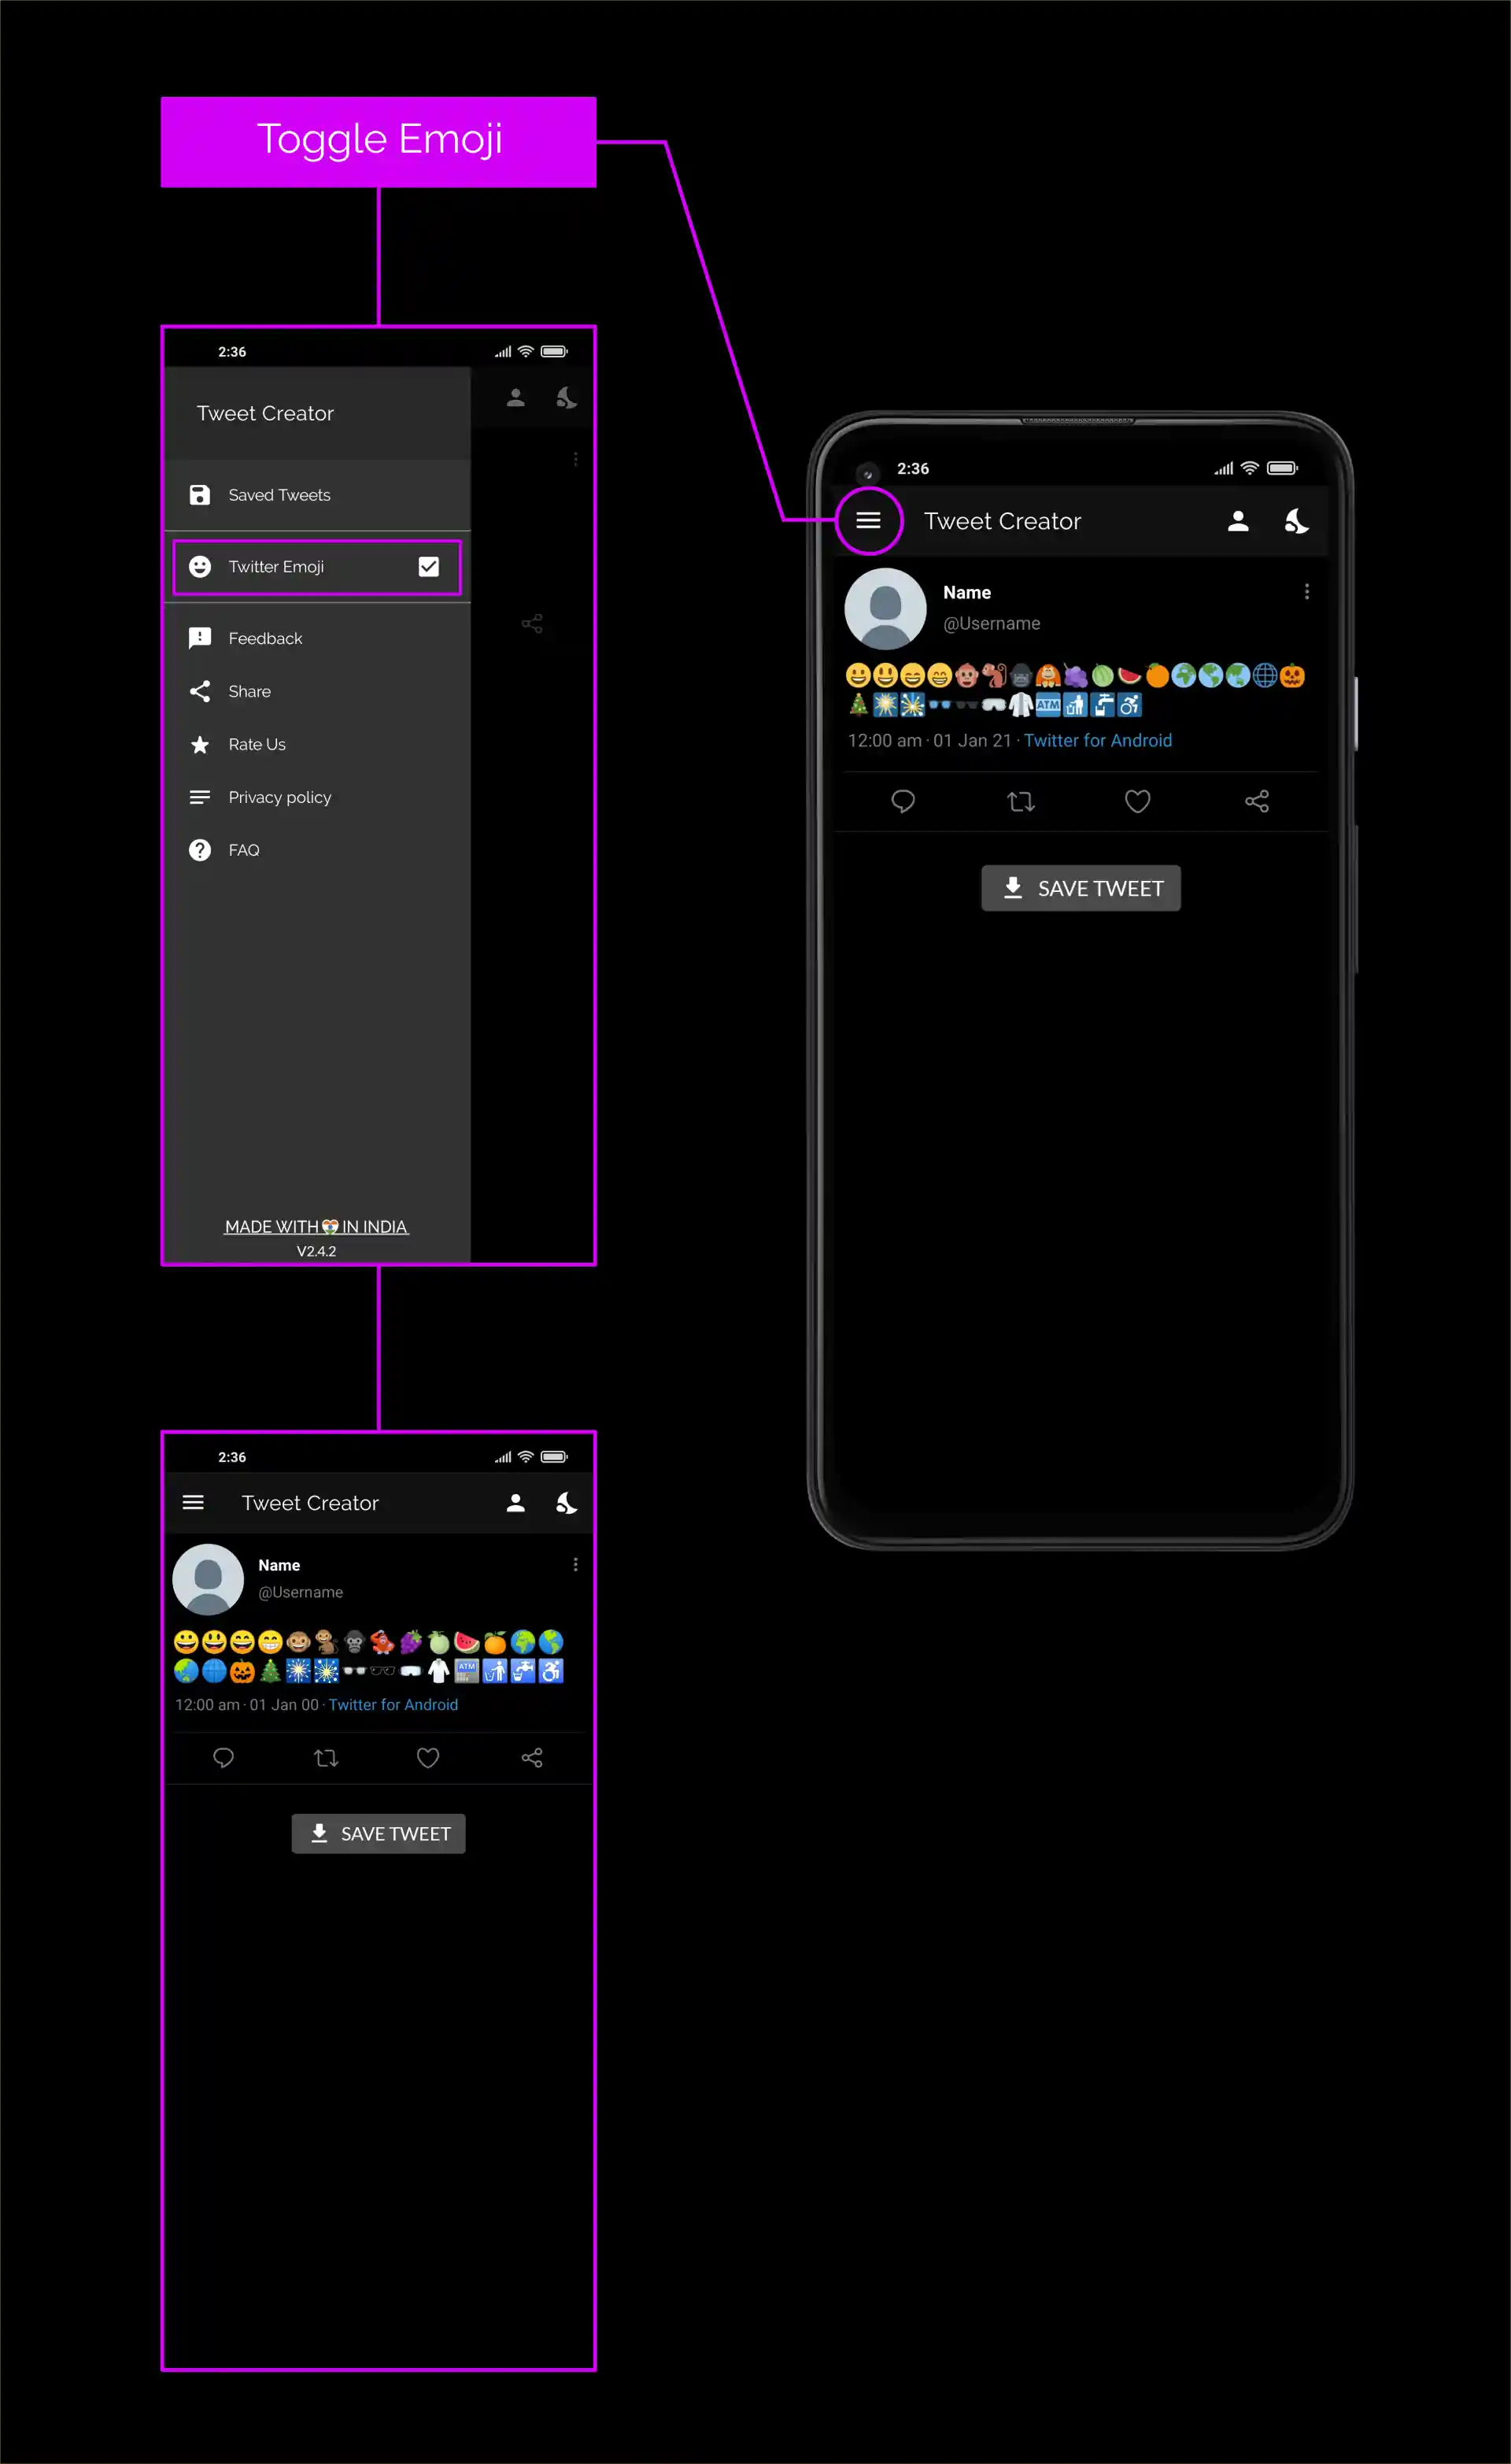 Toggle Emoji
2:36
Tweet Creator
Saved Tweets
Twitter Emoji
Feedback
Share
Rate Us
Privacy policy
FAQ
MADE WITH IN INDIA
V2.4.2
2:36
Tweet Creator
Name
@Username
😀😃😄😁🐵🐒🦍🦧🍇🍈🍉🍊🌍🌎🌏🌐🎃
🎄🎆🎇👓🕶🥽🥼🏧🚮🚰♿
12:00 am · 01 Jan 21 · Twitter for Android
SAVE TWEET
2:36
Tweet Creator
Name
@Username
😀😃😄😁🐵🐒🦍🦧🍇🍈🍉🍊🌍🌎
🌏🌐🎃🎄🎆🎇👓🕶🥽🥼🏧🚮🚰♿
12:00 am · 01 Jan 00 · Twitter for Android
SAVE TWEET